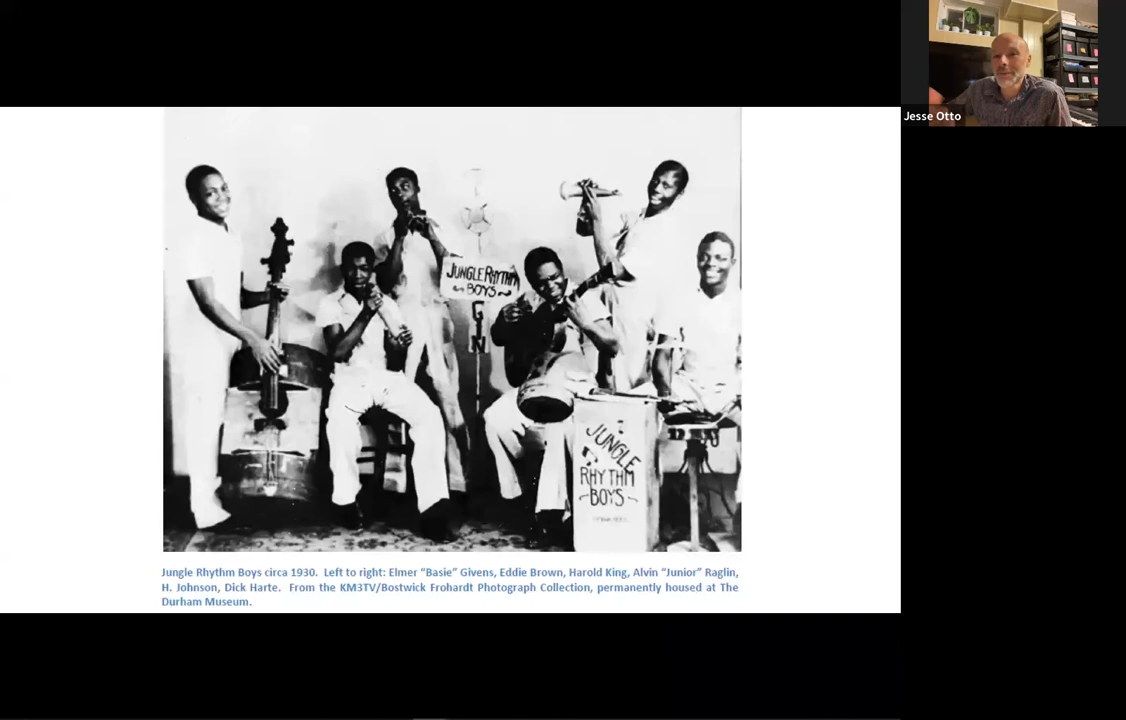 Jesse Otto
JUNGLE RHYTHM
BOYS
GIN
JUNGLE
RHYTHM
BOYS
Jungle Rhythm Boys circa 1930. Left to right: Elmer “Basie” Givens, Eddie Brown, Harold King, Alvin “Junior” Raglin,
H. Johnson, Dick Harte. From the KM3TV/Bostwick Frohardt Photograph Collection, permanently housed at The
Durham Museum.